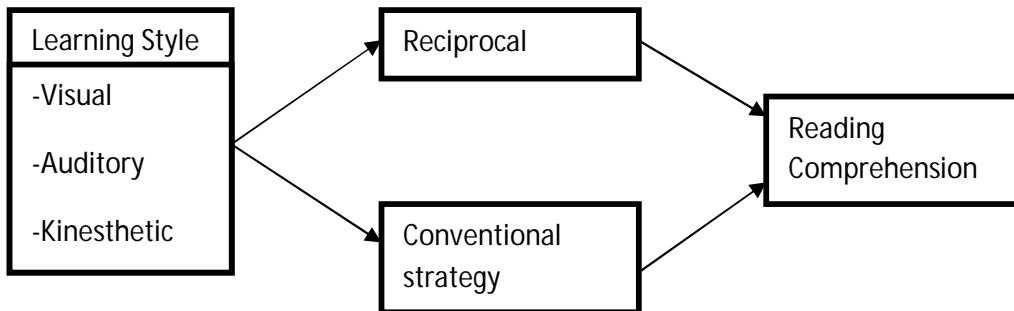 Learning Style
-Visual
-Auditory
-Kinesthetic
Reciprocal
Conventional
strategy
Reading
Comprehension